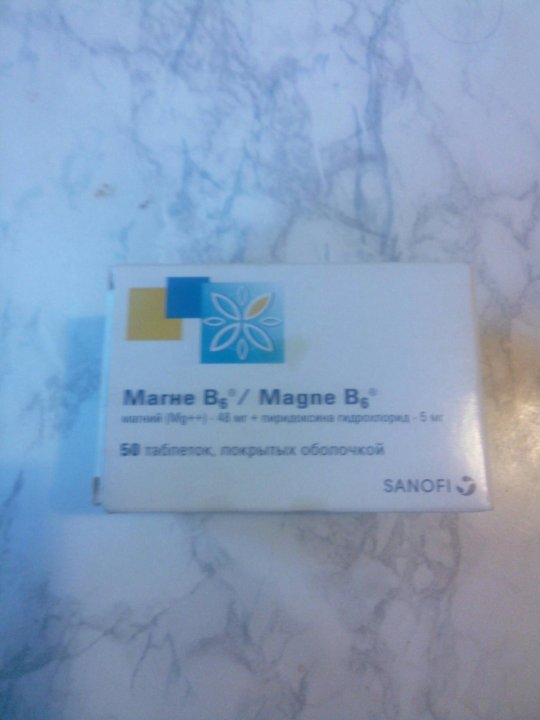 Магне B₆® / Magne B₆®
магний (Mg++) - 48 мг + пиридоксина гидрохлорид - 5 мг
50 таблеток, покрытых оболочкой
SANOFI